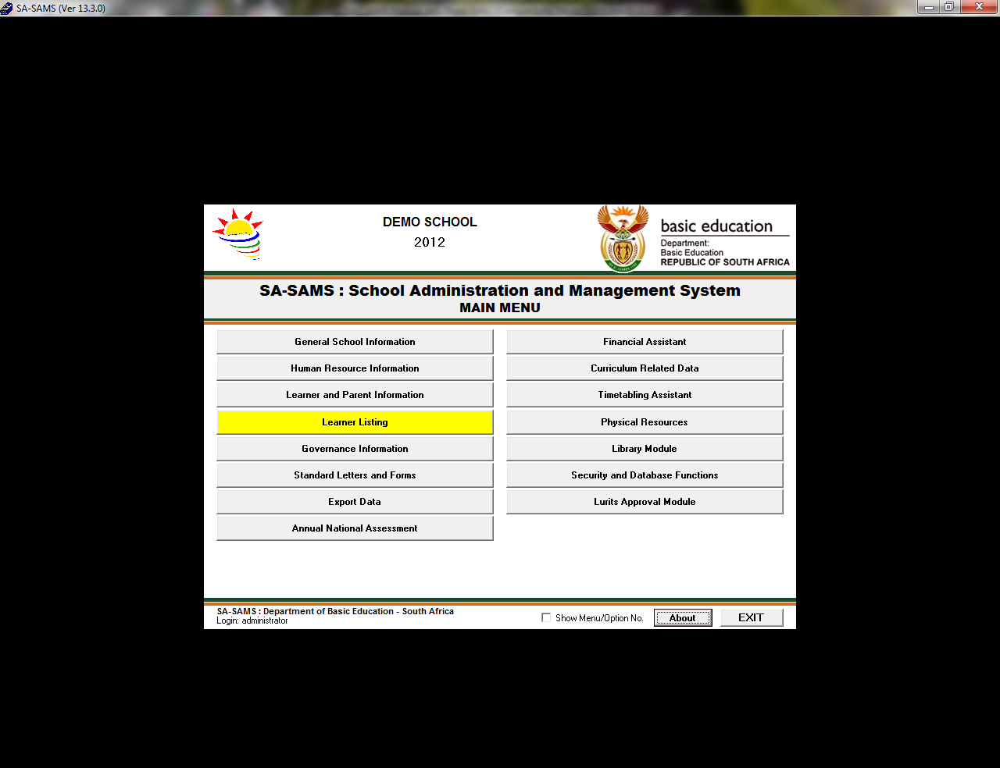 SA-SAMS (Ver 13.3.0)
DEMO SCHOOL
2012
basic education
Department:
Basic Education
REPUBLIC OF SOUTH AFRICA
SA-SAMS : School Administration and Management System
MAIN MENU
General School Information
Human Resource Information
Learner and Parent Information
Learner Listing
Governance Information
Standard Letters and Forms
Export Data
Annual National Assessment
Financial Assistant
Curriculum Related Data
Timetabling Assistant
Physical Resources
Library Module
Security and Database Functions
Lurits Approval Module
SA-SAMS : Department of Basic Education - South Africa
Login: administrator
Show Menu/Option No.
About
EXIT